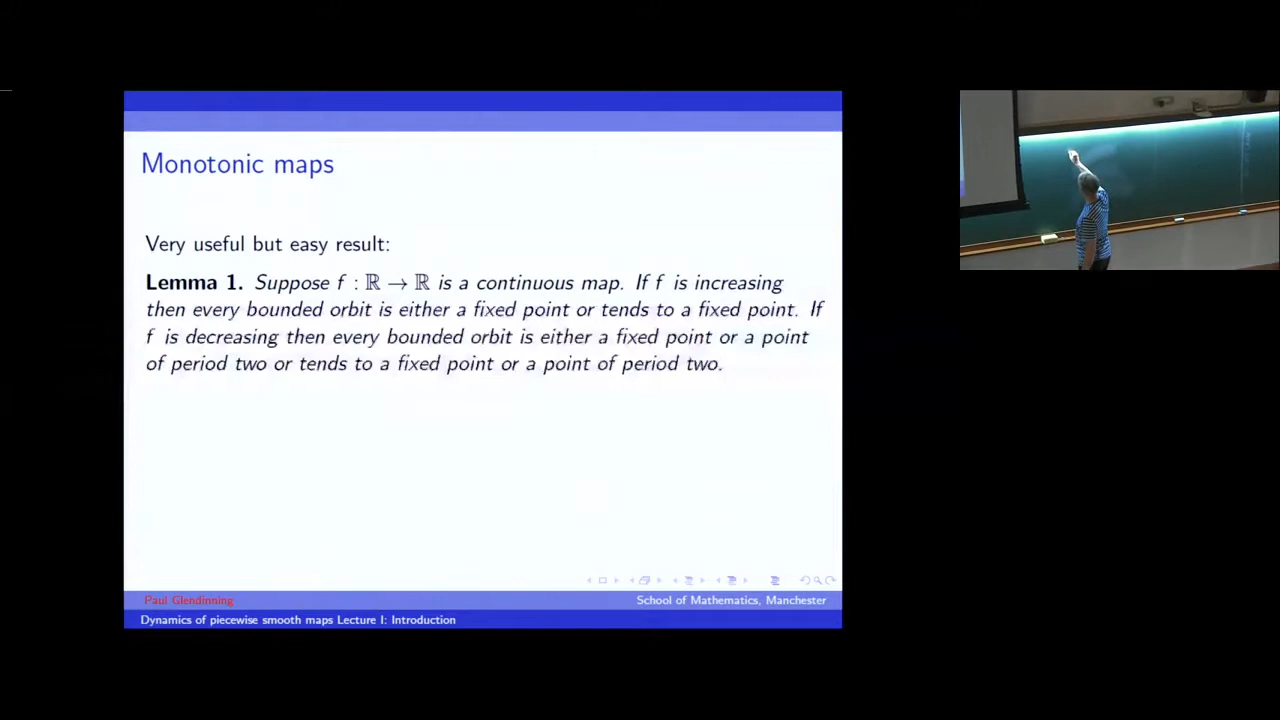 Monotonic maps
Very useful but easy result:
Lemma 1. Suppose f : ℝ → ℝ is a continuous map. If f is increasing
then every bounded orbit is either a fixed point or tends to a fixed point. If
f is decreasing then every bounded orbit is either a fixed point or a point
of period two or tends to a fixed point or a point of period two.
Paul Glendinning
School of Mathematics, Manchester
Dynamics of piecewise smooth maps Lecture I: Introduction